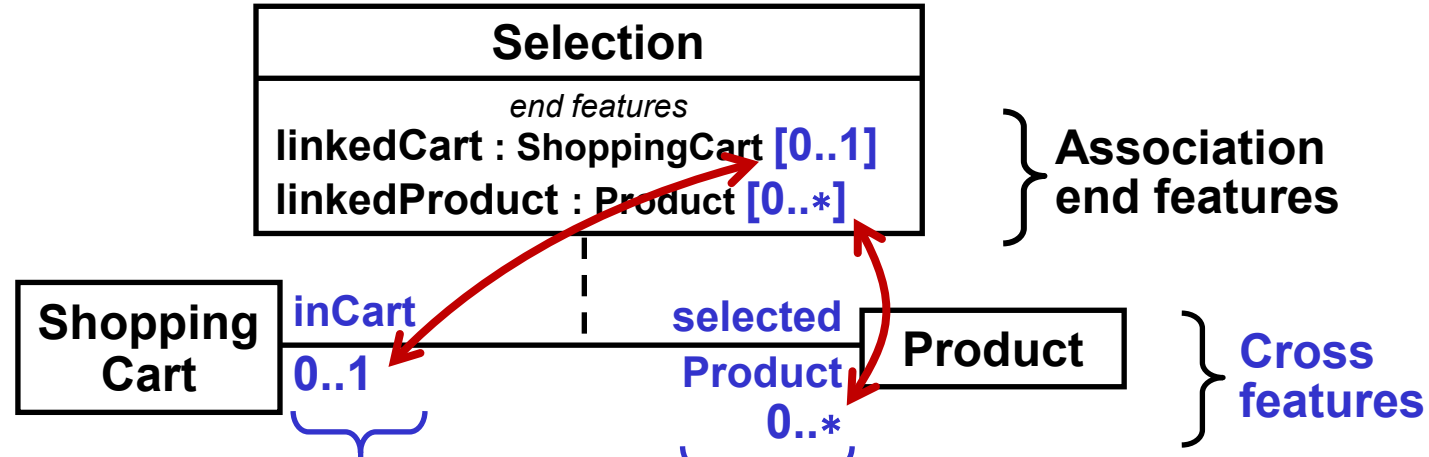 Selection
end features
linkedCart : ShoppingCart [0..1]
linkedProduct : Product [0..*]
Association
end features
Shopping
Cart
inCart
0..1
selected
Product
0..*
Product
Cross
features